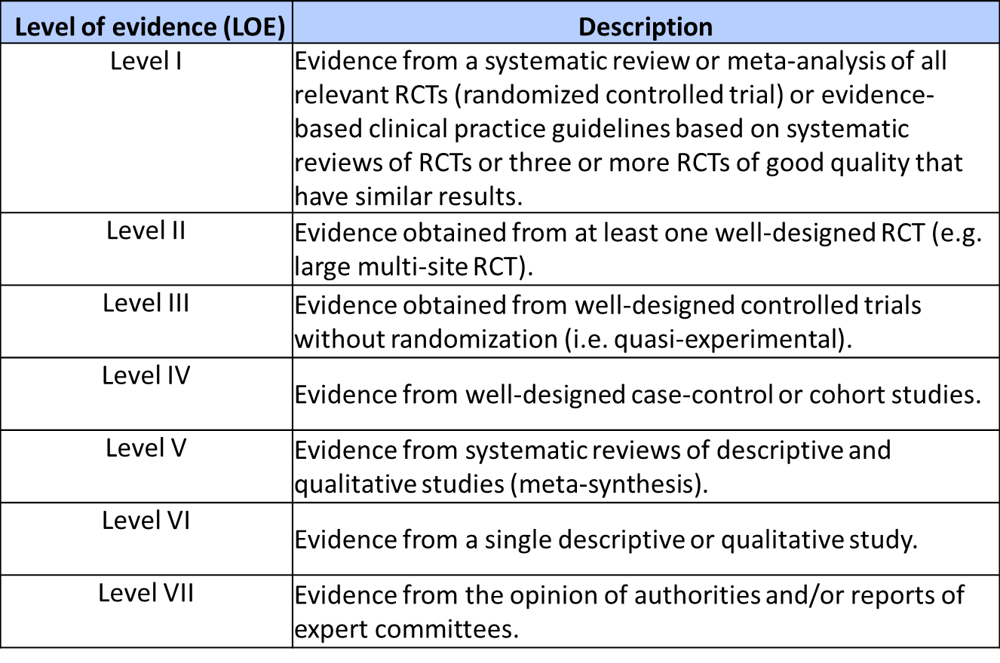 Level of evidence (LOE)
Description
Level I
Evidence from a systematic review or meta-analysis of all
relevant RCTs (randomized controlled trial) or evidence-
based clinical practice guidelines based on systematic
reviews of RCTs or three or more RCTs of good quality that
have similar results.
Level II
Evidence obtained from at least one well-designed RCT (e.g.
large multi-site RCT).
Level III
Evidence obtained from well-designed controlled trials
without randomization (i.e. quasi-experimental).
Level IV
Evidence from well-designed case-control or cohort studies.
Level V
Evidence from systematic reviews of descriptive and
qualitative studies (meta-synthesis).
Level VI
Evidence from a single descriptive or qualitative study.
Level VII
Evidence from the opinion of authorities and/or reports of
expert committees.